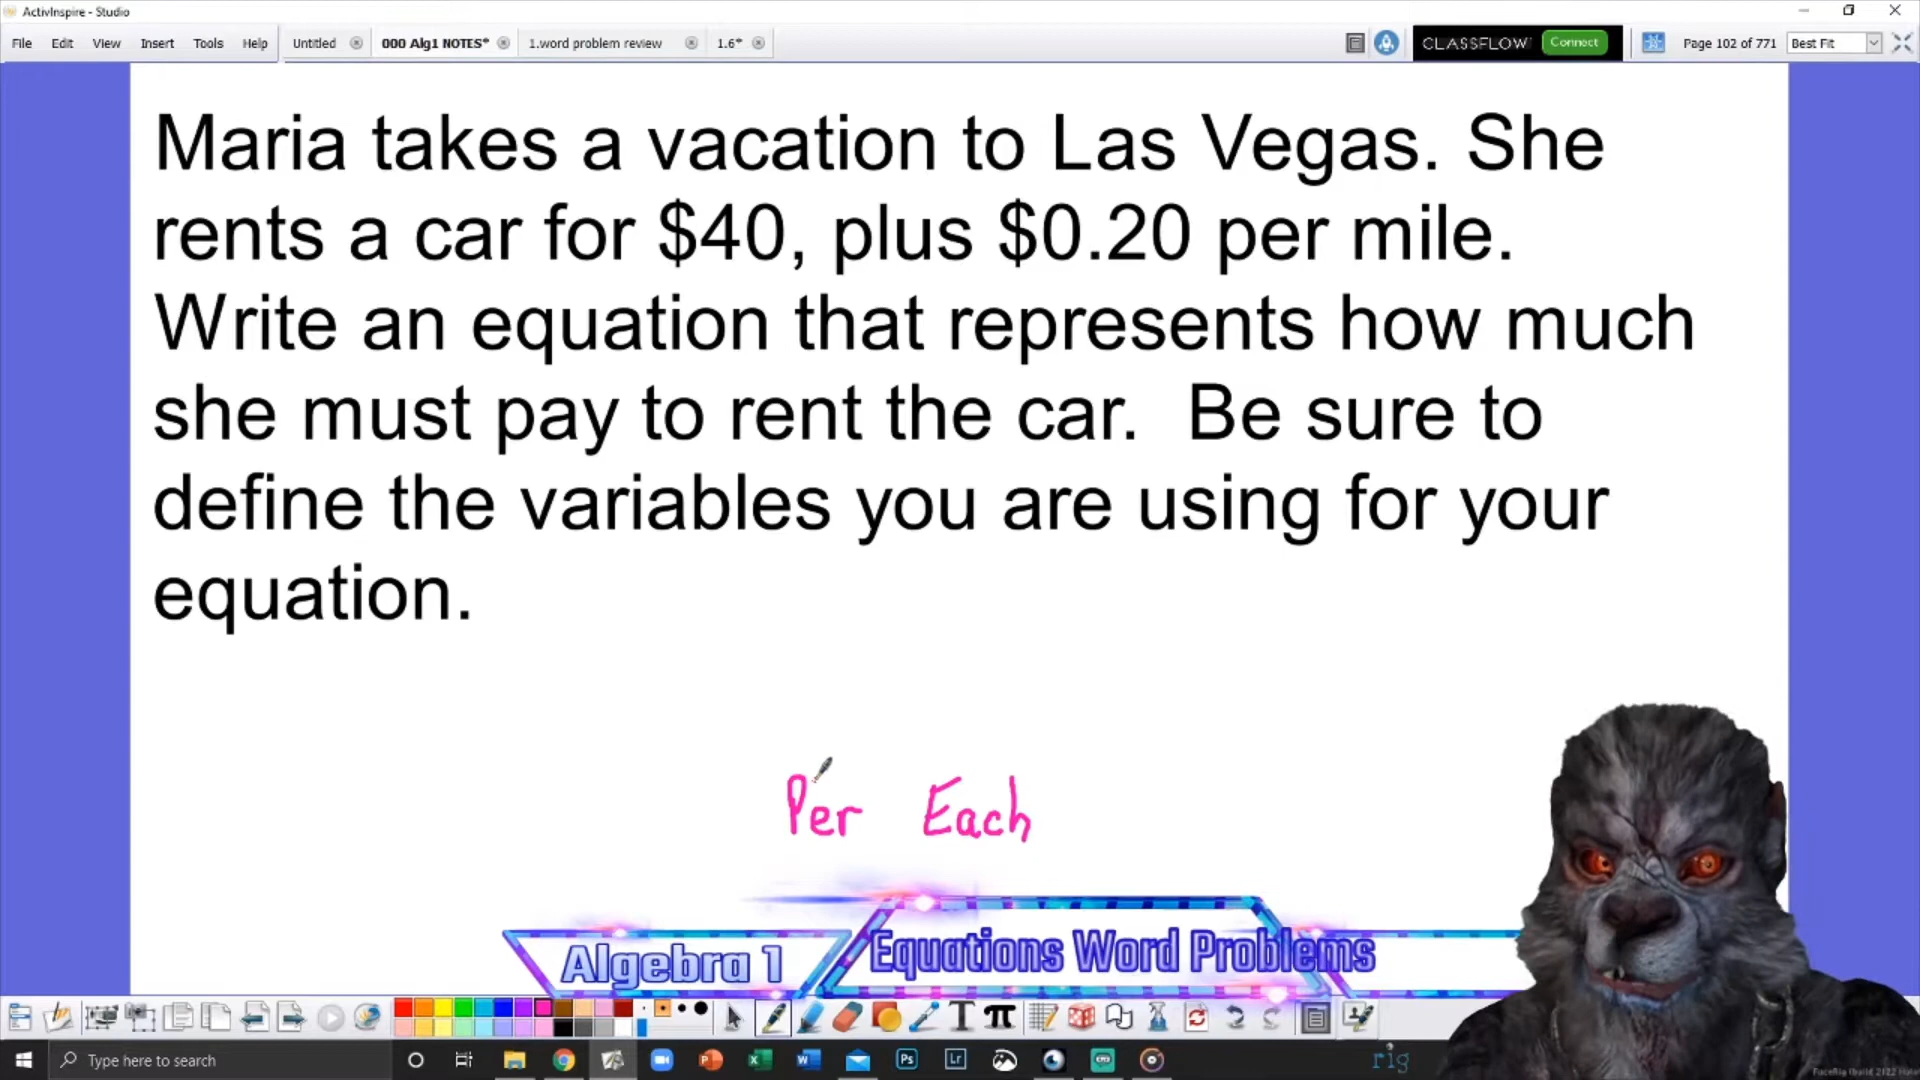 ActivInspire - Studio
File Edit View Insert Tools Help Untitled 000 Alg1 NOTES* 1.word problem review 1.6* CLASSFLOW Connect Page 102 of 771 Best Fit
Maria takes a vacation to Las Vegas. She
rents a car for $40, plus $0.20 per mile.
Write an equation that represents how much
she must pay to rent the car. Be sure to
define the variables you are using for your
equation.
Per Each
Algebra 1 Equations Word Problems
Type here to search
rig